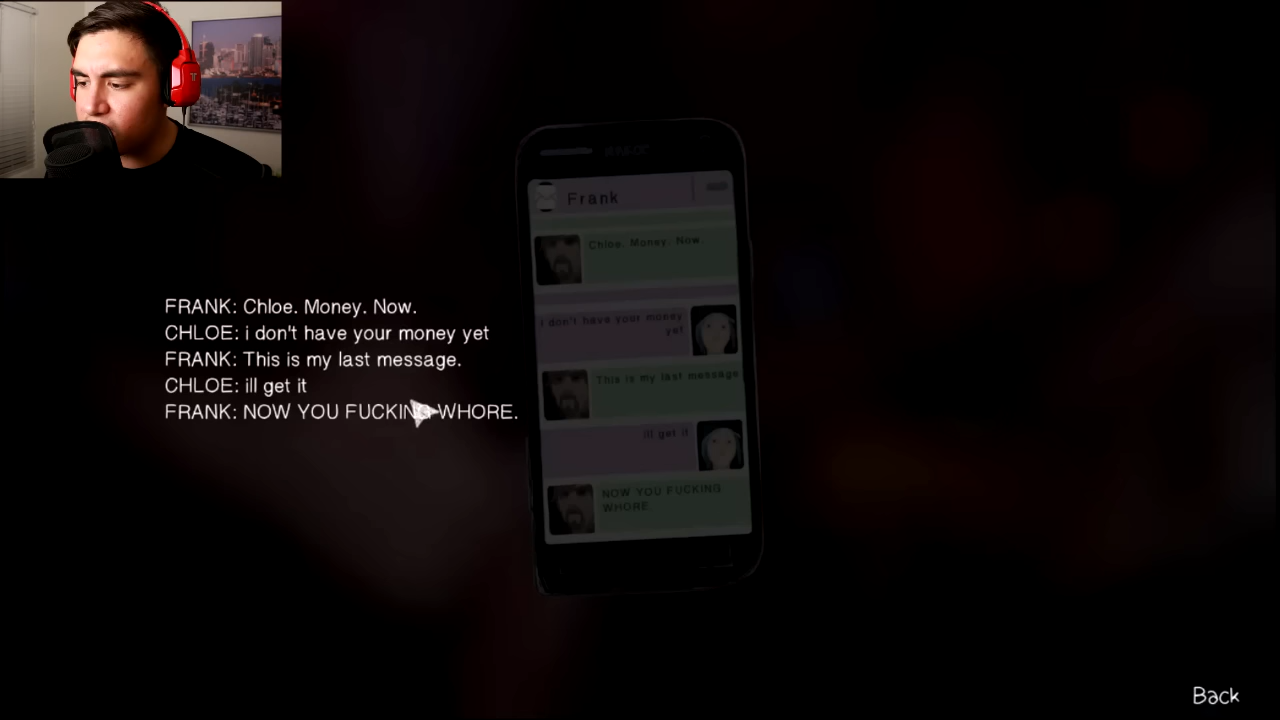 FRANK: Chloe. Money. Now.
CHLOE: i don't have your money yet
FRANK: This is my last message.
CHLOE: ill get it
FRANK: NOW YOU FUCKING WHORE.
Frank
Chloe. Money. Now.
i don't have your money
yet
This is my last message
ill get it
NOW YOU FUCKING
WHORE.
Back